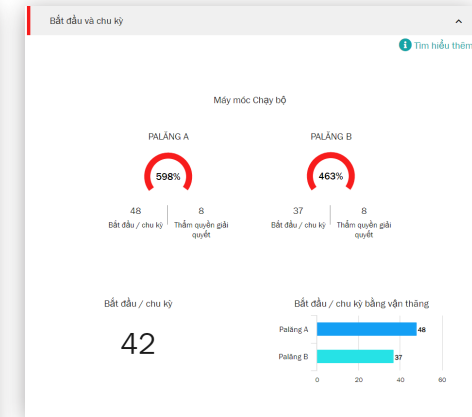 Bắt đầu và chu kỳ
Tìm hiểu thêm
Máy móc Chạy bộ
PALĂNG A
PALĂNG B
598%
463%
48
8
37
8
Bắt đầu / chu kỳ
Thẩm quyền giải
quyết
Bắt đầu / chu kỳ
Thẩm quyền giải
quyết
Bắt đầu / chu kỳ
42
Bắt đầu / chu kỳ bằng vận thăng
Palăng A
48
Palăng B
37
0 20 40 60